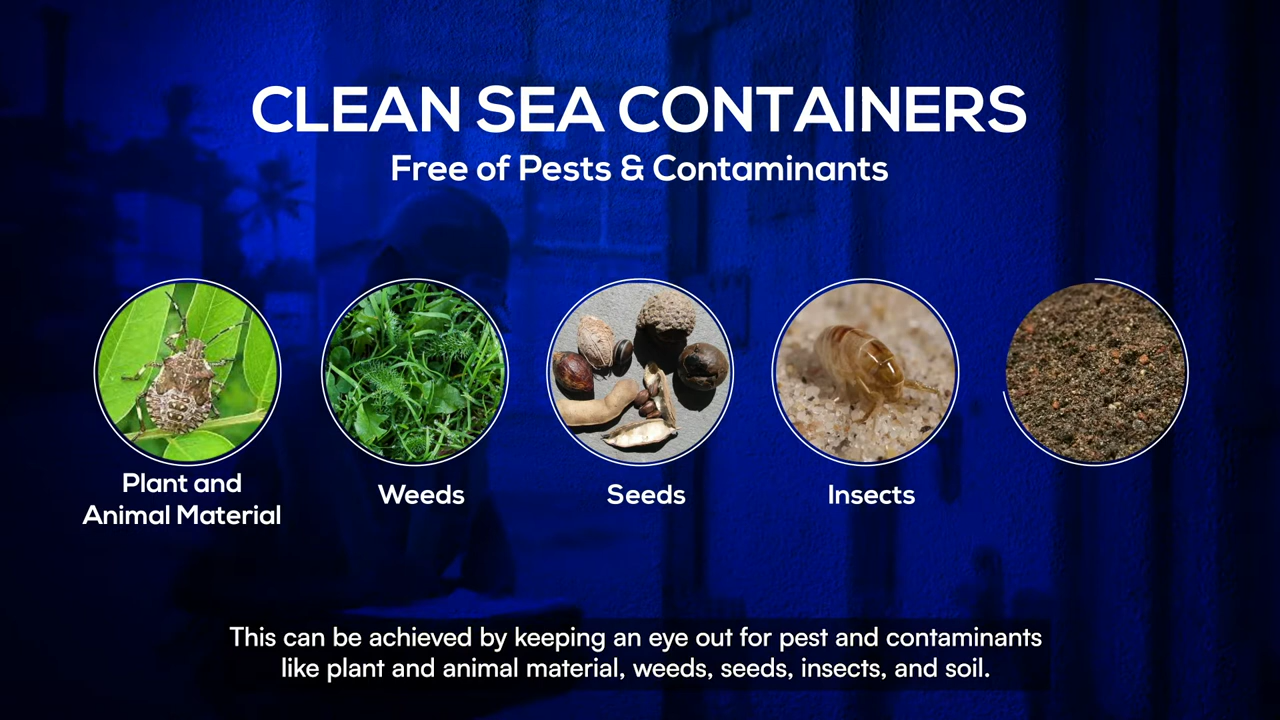 CLEAN SEA CONTAINERS
Free of Pests & Contaminants
Plant and
Animal Material
Weeds
Seeds
Insects
This can be achieved by keeping an eye out for pest and contaminants
like plant and animal material, weeds, seeds, insects, and soil.